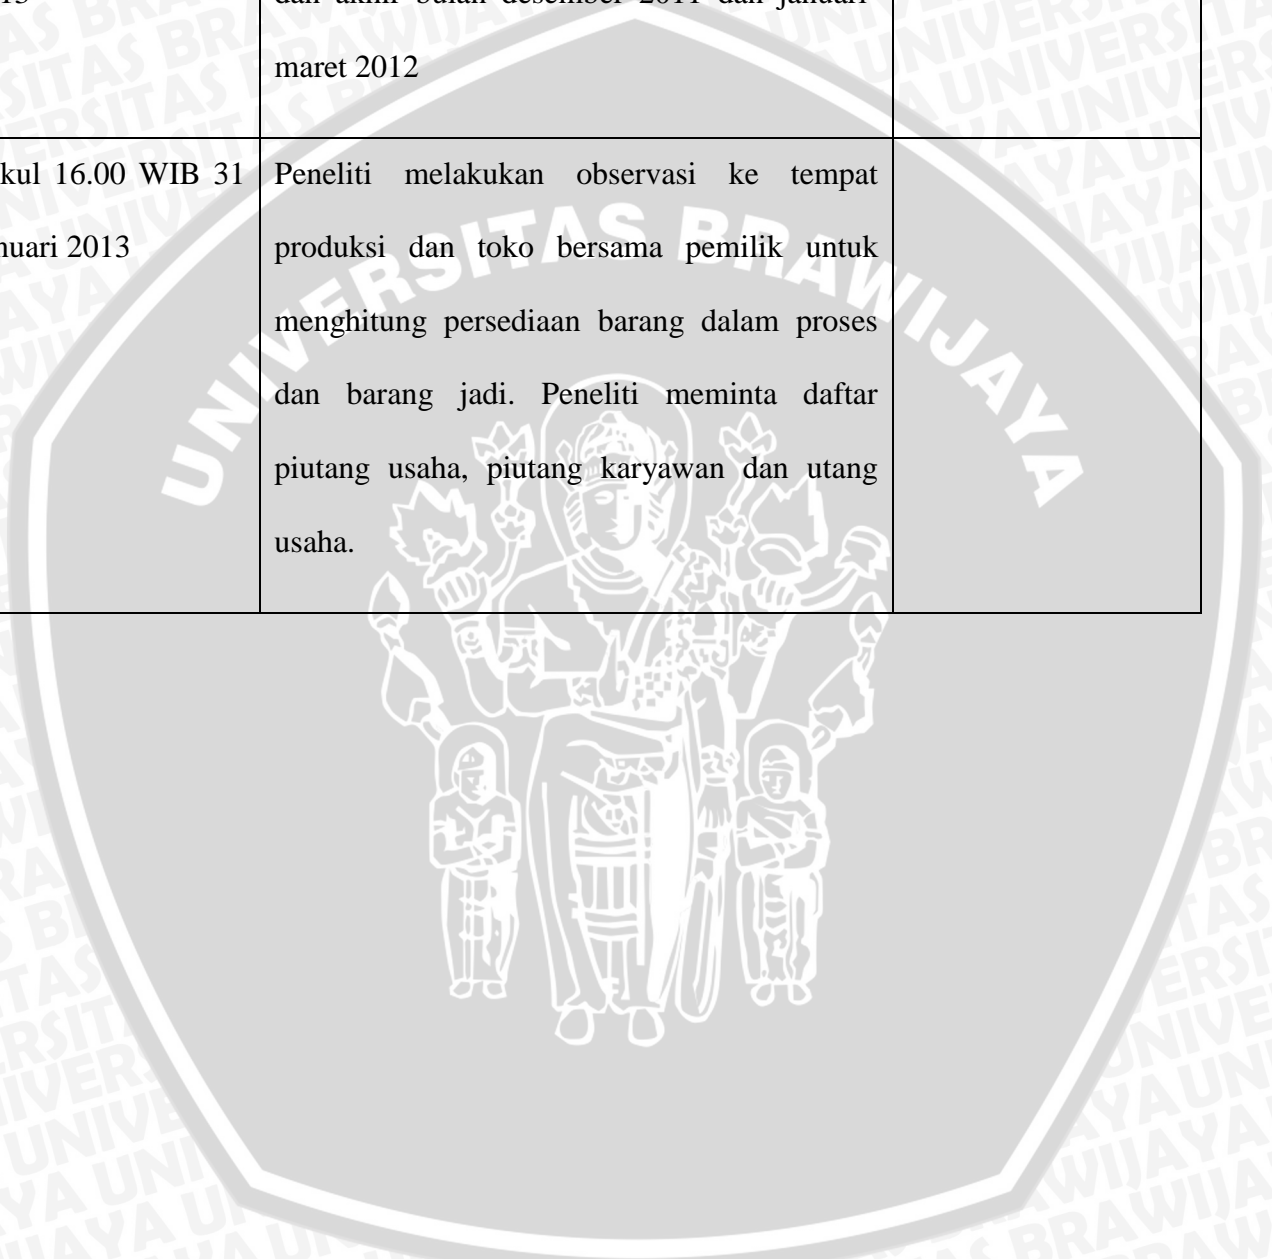 dan akhir bulan desember 2011 dan januari-
maret 2012
kul 16.00 WIB 31
nuari 2013
Peneliti melakukan observasi ke tempat
produksi dan toko bersama pemilik untuk
menghitung persediaan barang dalam proses
dan barang jadi. Peneliti meminta daftar
piutang usaha, piutang karyawan dan utang
usaha.
UNIVERSITAS BRAWIJAYA